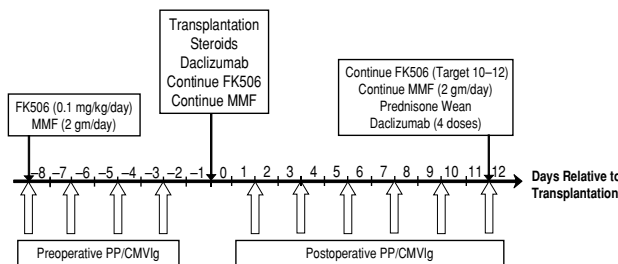 Transplantation
Steroids
Daclizumab
Continue FK506
Continue MMF
FK506 (0.1 mg/kg/day)
MMF (2 gm/day)
Continue FK506 (Target 10–12)
Continue MMF (2 gm/day)
Prednisone Wean
Daclizumab (4 doses)
–8 –7 –6 –5 –4 –3 –2 –1 0 1 2 3 4 5 6 7 8 9 10 11 12
Days Relative to
Transplantation
Preoperative PP/CMVIg
Postoperative PP/CMVIg